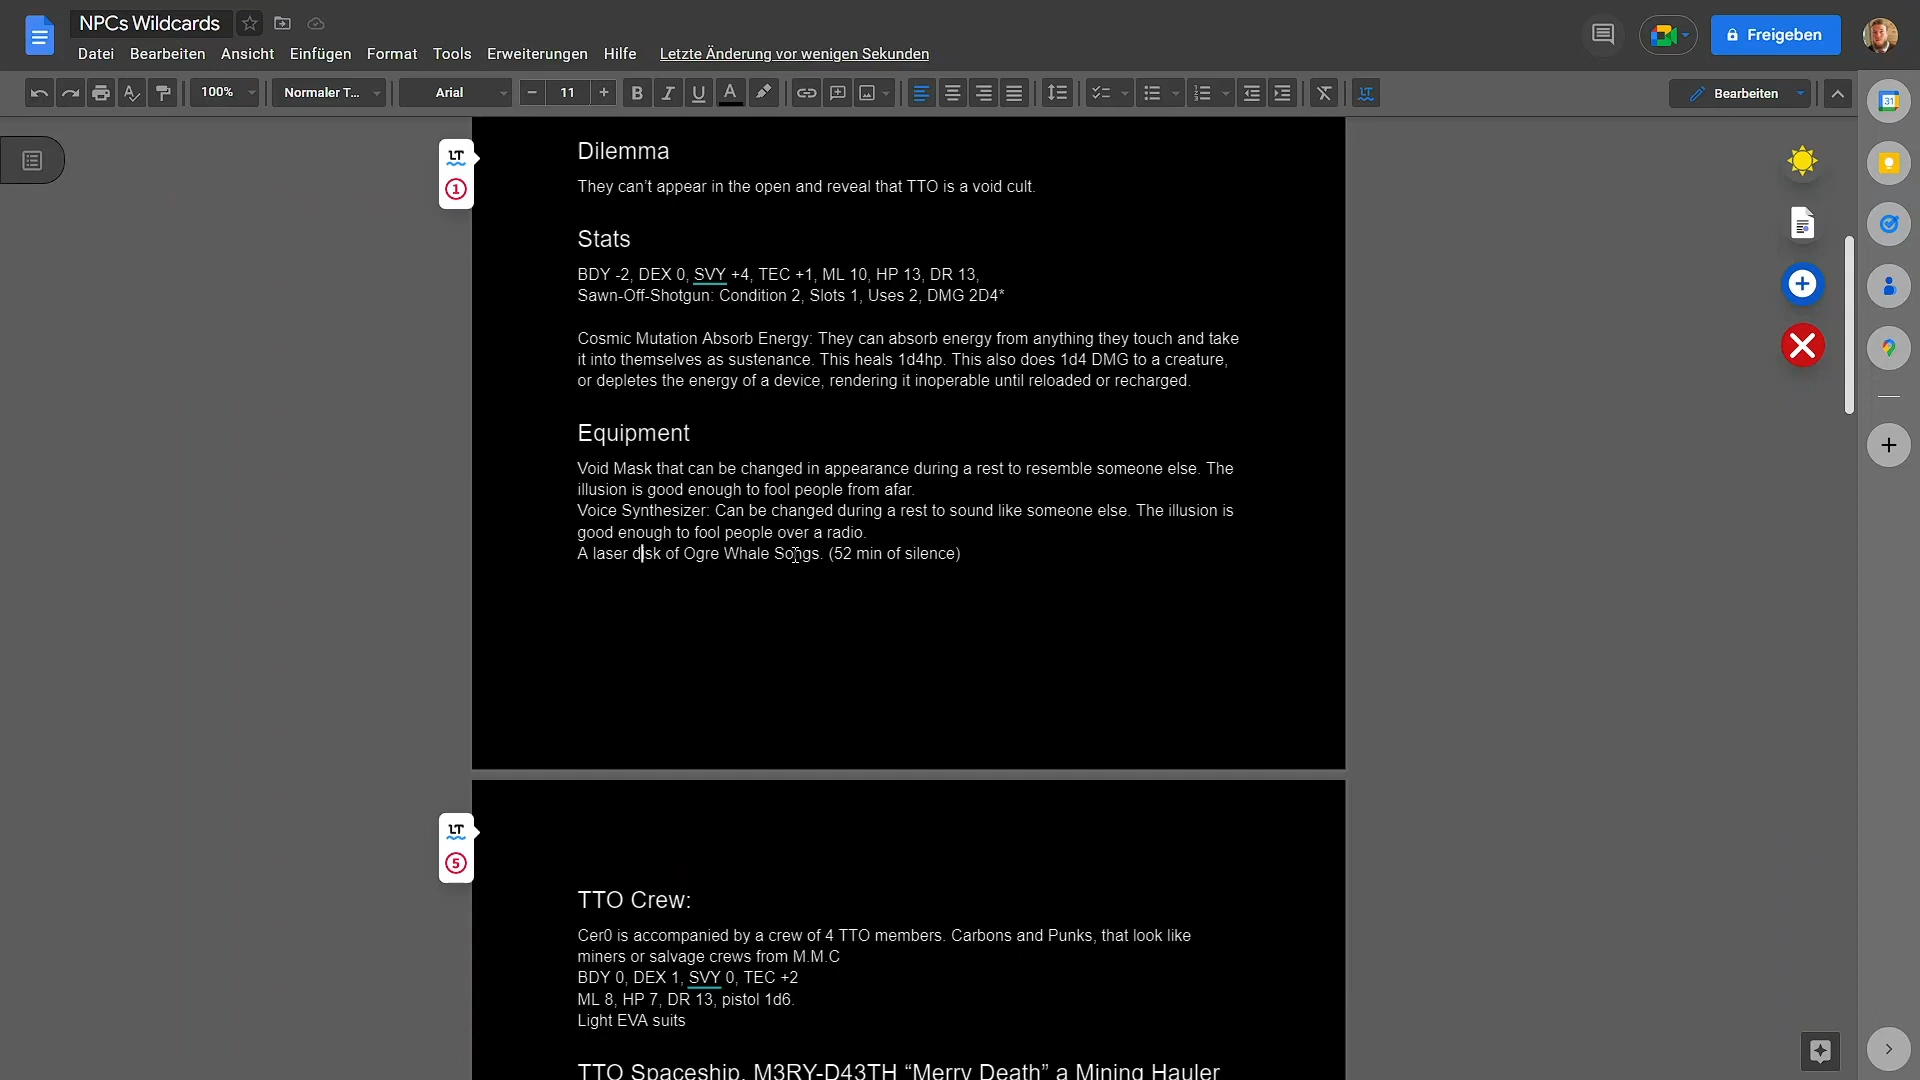 NPCs Wildcards
Datei Bearbeiten Ansicht Einfügen Format Tools Erweiterungen Hilfe Letzte Änderung vor wenigen Sekunden
Freigeben
100% Normaler T... Arial 11 Bearbeiten
31
LT
1
Dilemma
They can't appear in the open and reveal that TTO is a void cult.
Stats
BDY -2, DEX 0, SVY +4, TEC +1, ML 10, HP 13, DR 13,
Sawn-Off-Shotgun: Condition 2, Slots 1, Uses 2, DMG 2D4*
Cosmic Mutation Absorb Energy: They can absorb energy from anything they touch and take
it into themselves as sustenance. This heals 1d4hp. This also does 1d4 DMG to a creature,
or depletes the energy of a device, rendering it inoperable until reloaded or recharged.
Equipment
Void Mask that can be changed in appearance during a rest to resemble someone else. The
illusion is good enough to fool people from afar.
Voice Synthesizer: Can be changed during a rest to sound like someone else. The illusion is
good enough to fool people over a radio.
A laser disk of Ogre Whale Songs. (52 min of silence)
LT
5
TTO Crew:
Cer0 is accompanied by a crew of 4 TTO members. Carbons and Punks, that look like
miners or salvage crews from M.M.C
BDY 0, DEX 1, SVY 0, TEC +2
ML 8, HP 7, DR 13, pistol 1d6.
Light EVA suits
TTO Spaceship, M3RY-D43TH “Merry Death” a Mining Hauler